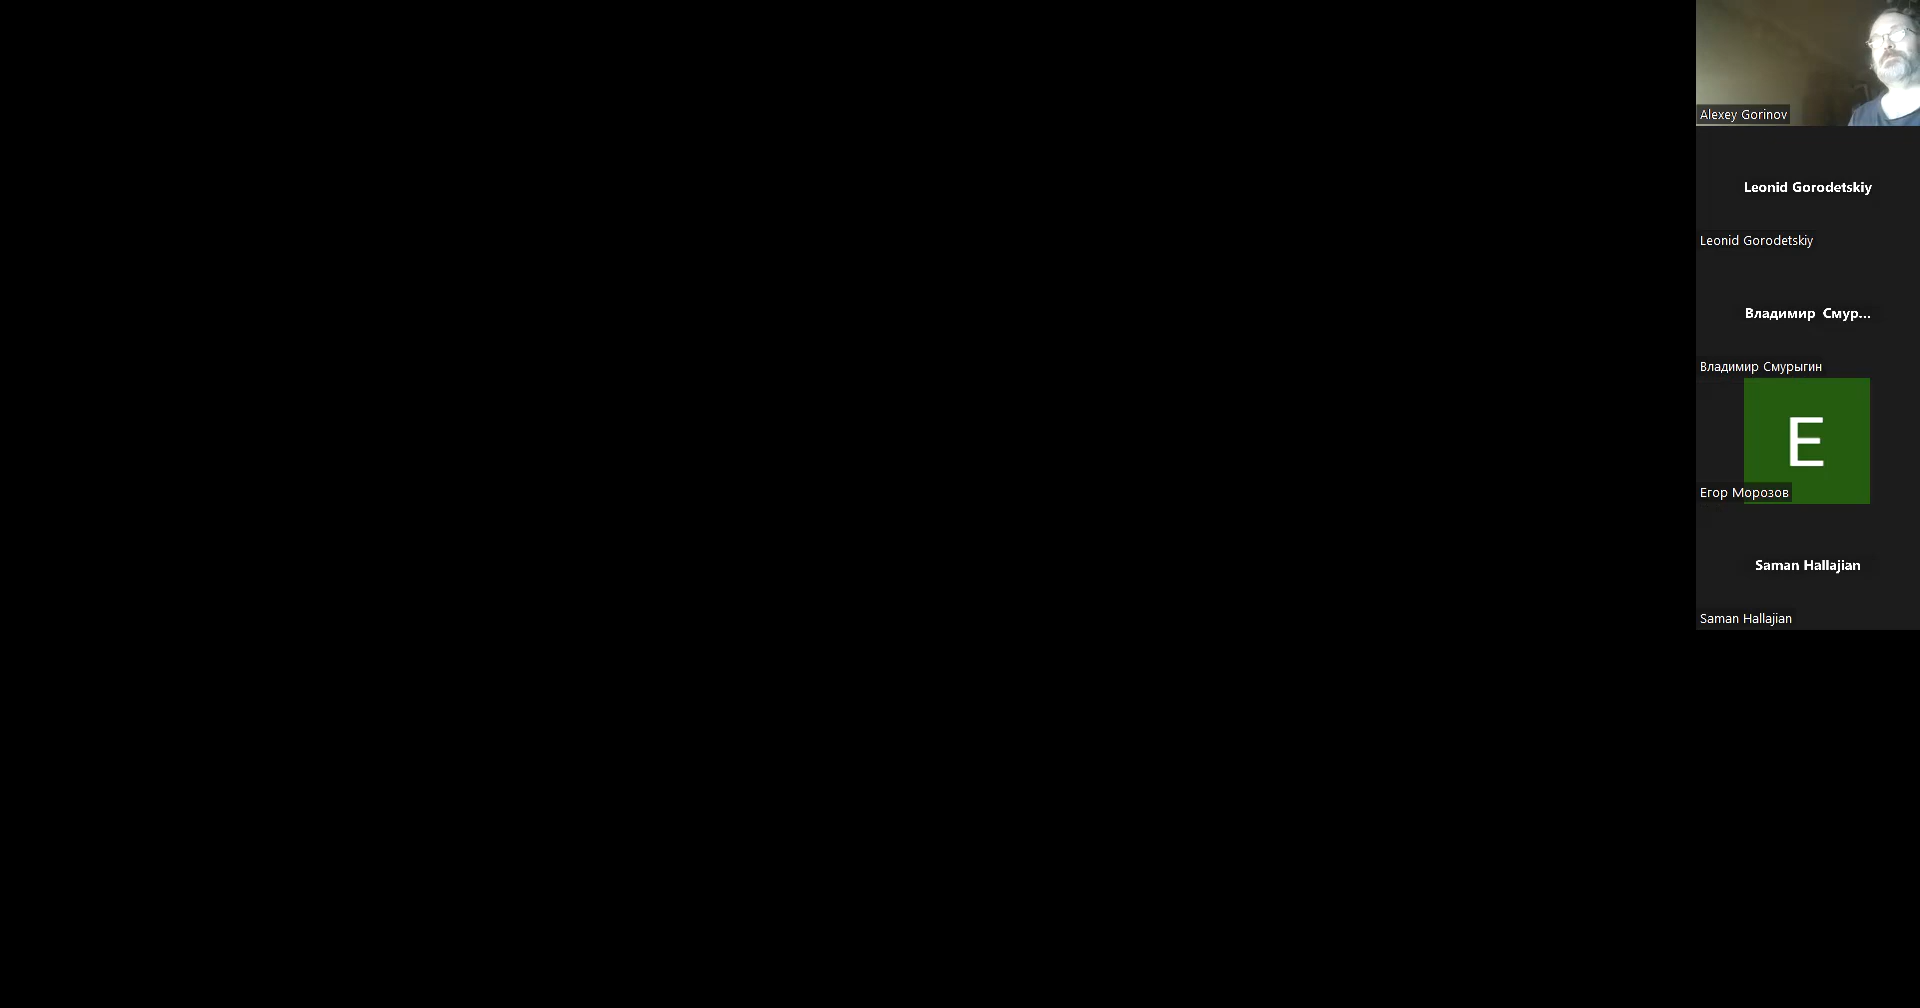 Alexey Gorinov
Leonid Gorodetskiy
Leonid Gorodetskiy
Владимир Смур...
Владимир Смурыгин
E
Егор Морозов
Saman Hallajian
Saman Hallajian